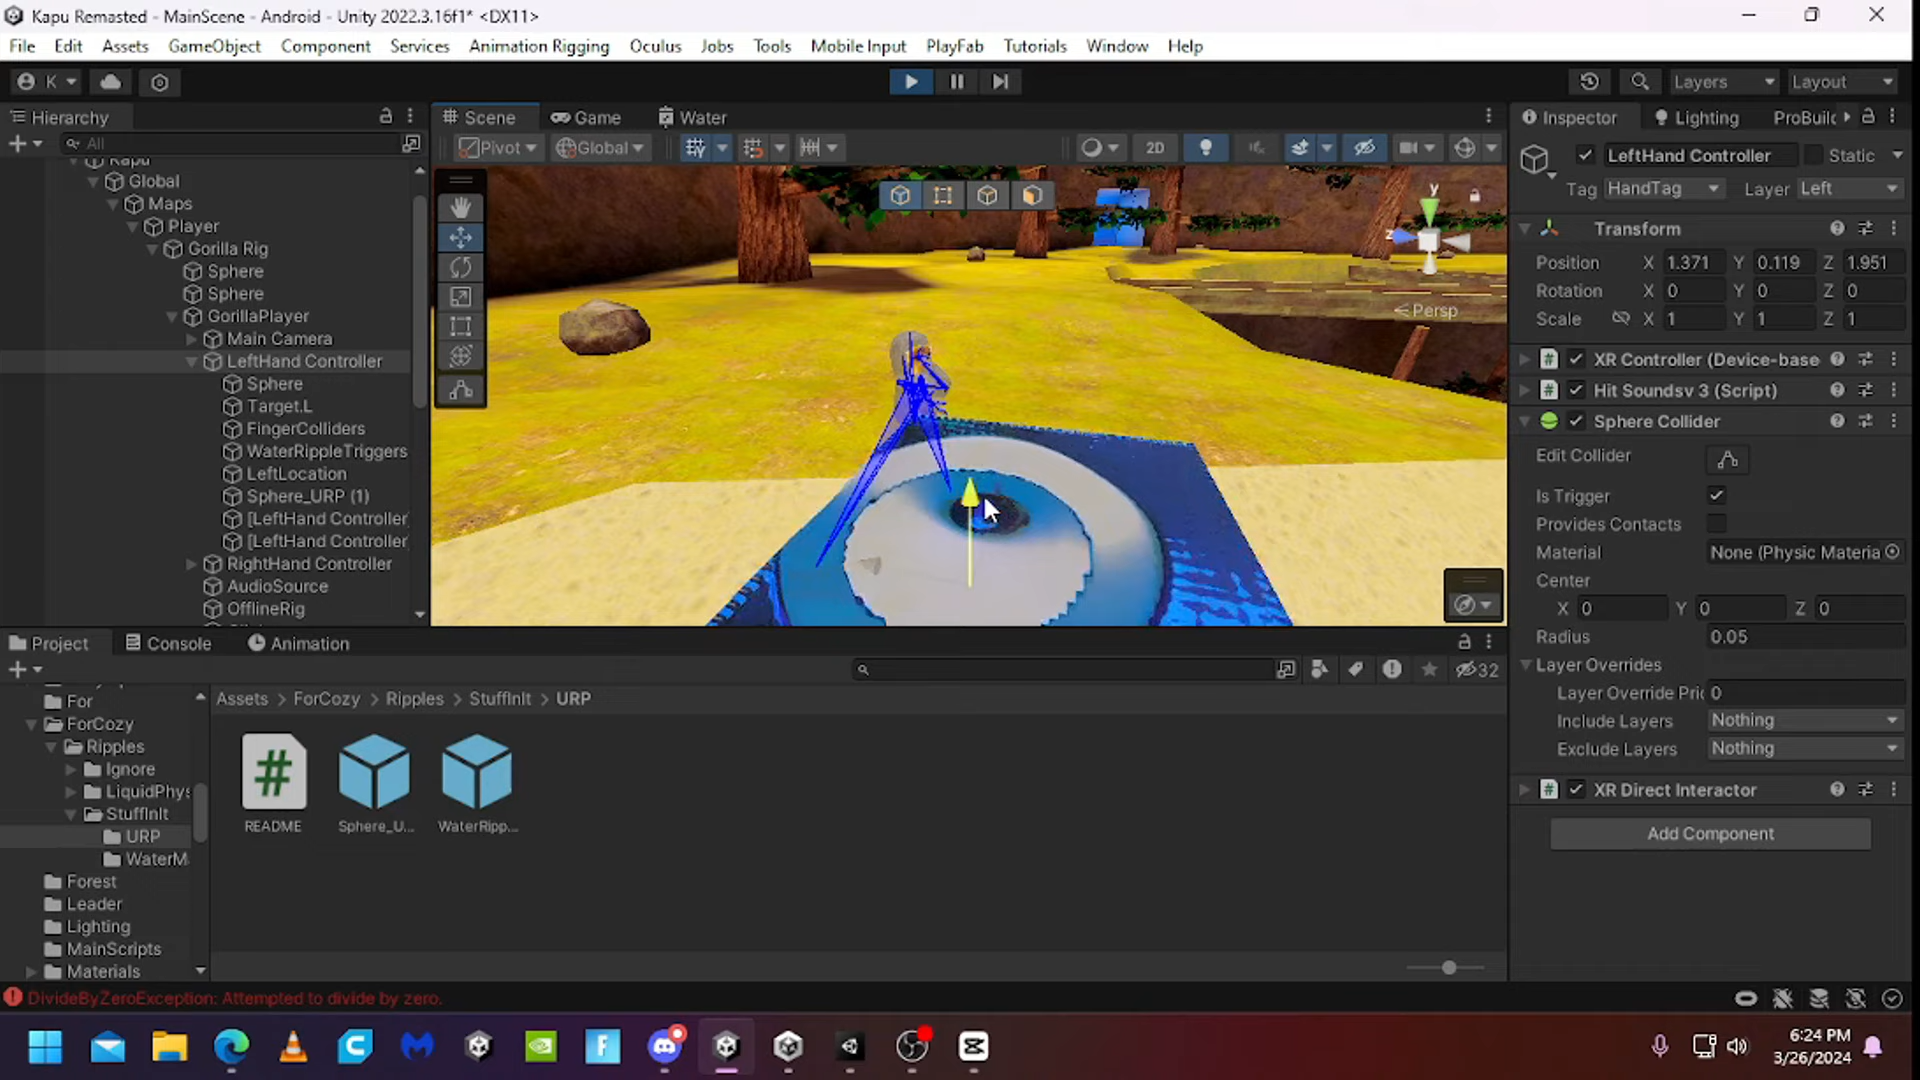 Kapu Remasted - MainScene - Android - Unity 2022.3.16f1* <DX11>
File Edit Assets GameObject Component Services Animation Rigging Oculus Jobs Tools Mobile Input PlayFab Tutorials Window Help
K Layers Layout
Hierarchy
All
Kapu
Global
Maps
Player
Gorilla Rig
Sphere
Sphere
GorillaPlayer
Main Camera
LeftHand Controller
Sphere
Target.L
FingerColliders
WaterRippleTriggers
LeftLocation
Sphere_URP (1)
[LeftHand Controller
[LeftHand Controller
RightHand Controller
AudioSource
OfflineRig
Scene Game Water
Pivot Global 2D
y
z
Persp
Inspector Lighting ProBuilc
LeftHand Controller Static
Tag HandTag Layer Left
Transform
Position X 1.371 Y 0.119 Z 1.951
Rotation X 0 Y 0 Z 0
Scale X 1 Y 1 Z 1
XR Controller (Device-base
Hit Soundsv 3 (Script)
Sphere Collider
Edit Collider
Is Trigger
Provides Contacts
Material None (Physic Materia
Center
X 0 Y 0 Z 0
Radius 0.05
Layer Overrides
Layer Override Pric 0
Include Layers Nothing
Exclude Layers Nothing
XR Direct Interactor
Add Component
Project Console Animation
32
For
ForCozy
Ripples
Ignore
LiquidPhys
StuffInIt
URP
WaterM
Forest
Leader
Lighting
MainScripts
Materials
Assets > ForCozy > Ripples > StuffInIt > URP
README Sphere_U... WaterRipp...
DivideByZeroException: Attempted to divide by zero.
6:24 PM
3/26/2024